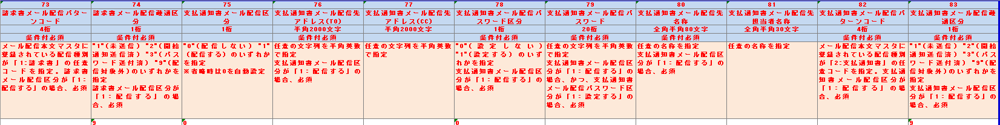 73
請求書メール配信パター
ンコード
4桁
条件付必須
メール配信本文マスタに
登録されている配信種別
が「1:請求書」の任意
コードを指定。請求書
メール配信区分が「1:
配信する」の場合、必須
74
請求書メール配信疎通区
分
1桁
条件付必須
"1"(未送信) "2"(開始
通知送信済) "3"(パス
ワード送付済) "9"(配
信対象外)のいずれかを
指定
請求書メール配信区分が
「1:配信する」の場
合、必須
9
75
支払通知書メール配信区
分
1桁
"0"(配信しない) "1"
(配信する)のいずれか
を指定
※省略時は0を自動設定
0
76
支払通知書メール配信先
アドレス(TO)
半角2000文字
条件付必須
任意の文字列を半角英数
で指定
支払通知書メール配信区
分が「1:配信する」の
場合、必須
77
支払通知書メール配信先
アドレス(CC)
半角2000文字
任意の文字列を半角英数
で指定
78
支払通知書メール配信パ
スワード区分
1桁
条件付必須
"0"(設定しない)
"1"(設定する)のいず
れかを指定
支払通知書メール配信区
分が「1:配信する」の
場合、必須
0
79
支払通知書メール配信パ
スワード
20桁
条件付必須
任意の文字列を半角英数
で指定
支払通知書メール配信区
分が「1:配信する」の
場合、かつ、支払通知書
メール配信パスワード区
分が「1:設定する」の
場合、必須
80
支払通知書メール配信先
名称
全角半角80文字
条件付必須
任意の名称を指定
支払通知書メール配信区
分が「1:配信する」の
場合、必須
81
支払通知書メール配信先
担当者名称
全角半角30文字
任意の名称を指定
82
支払通知書メール配信パ
ターンコード
4桁
条件付必須
メール配信本文マスタに
登録されている配信種別
が「2:支払通知書」の任
意コードを指定。支払通
知書メール配信区分が
「1:配信する」の場
合、必須
83
支払通知書メール配信疎
通区分
1桁
条件付必須
"1"(未送信) "2"(開始
通知送信済) "3"(パス
ワード送付済) "9"(配
信対象外)のいずれかを
指定
支払通知書メール配信区
分が「1:配信する」の
場合、必須
9